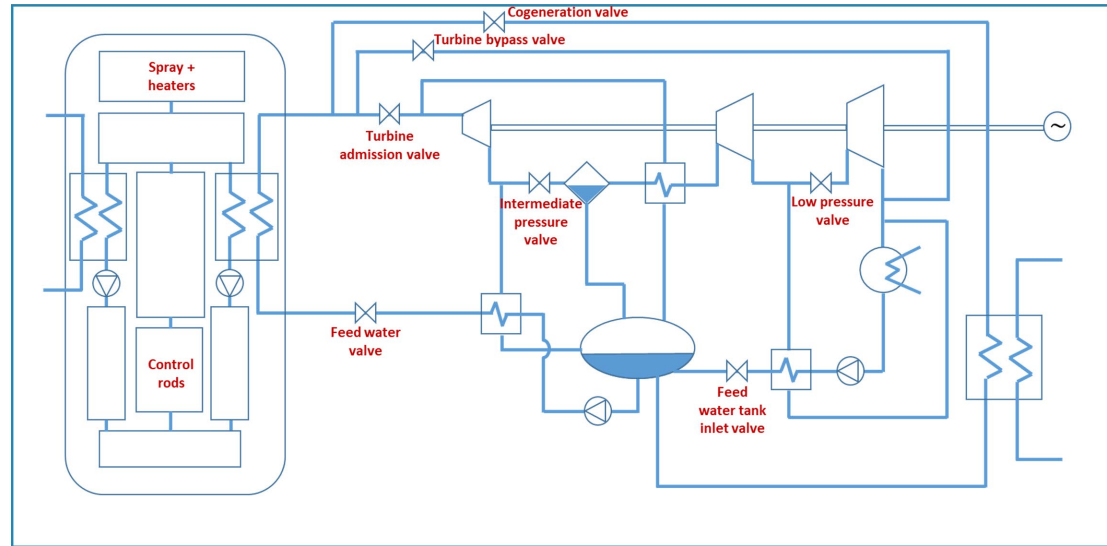 Cogeneration valve
Turbine bypass valve
Spray +
heaters
Turbine
admission valve
Intermediate
pressure
valve
Low pressure
valve
Feed water
valve
Control
rods
Feed
water tank
inlet valve
~